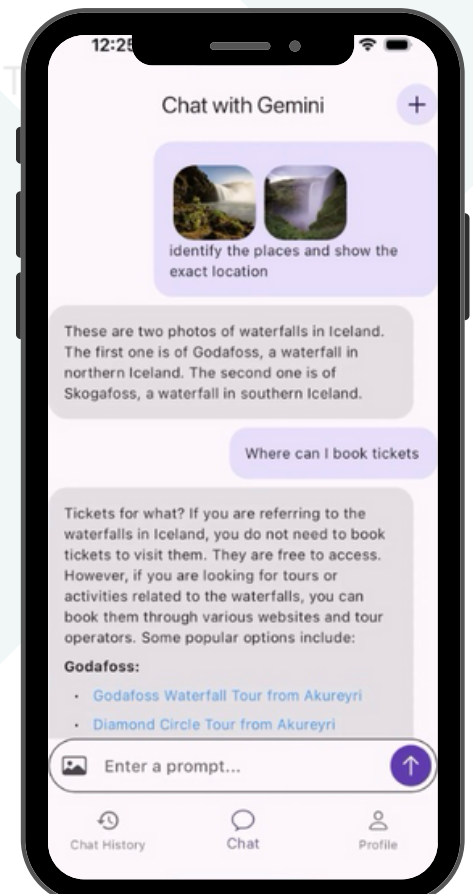 12:25
Chat with Gemini
identify the places and show the
exact location
These are two photos of waterfalls in Iceland.
The first one is of Godafoss, a waterfall in
northern Iceland. The second one is of
Skogafoss, a waterfall in southern Iceland.
Where can I book tickets
Tickets for what? If you are referring to the
waterfalls in Iceland, you do not need to book
tickets to visit them. They are free to access.
However, if you are looking for tours or
activities related to the waterfalls, you can
book them through various websites and tour
operators. Some popular options include:
Godafoss:
• Godafoss Waterfall Tour from Akureyri
• Diamond Circle Tour from Akureyri
Enter a prompt...
Chat History
Chat
Profile